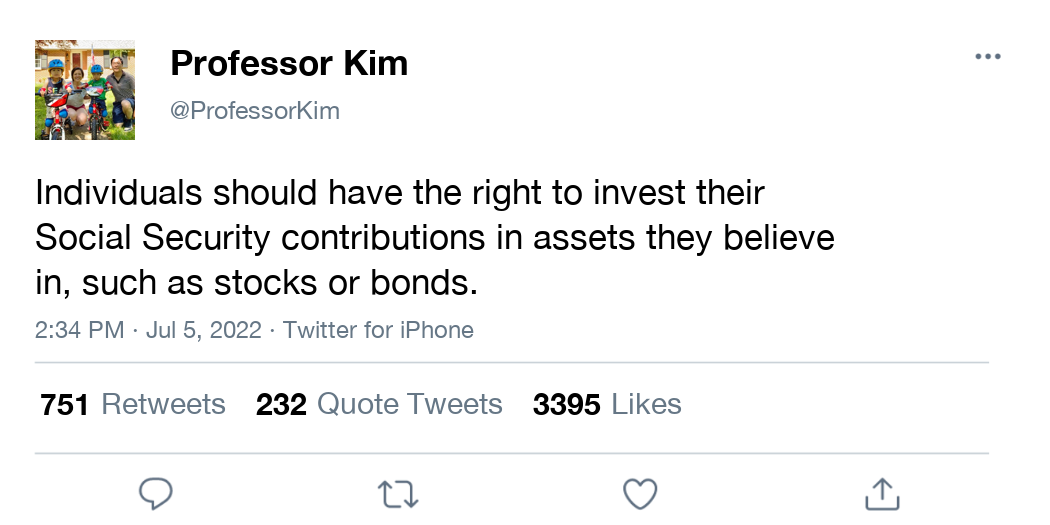 Professor Kim
@ProfessorKim
Individuals should have the right to invest their
Social Security contributions in assets they believe
in, such as stocks or bonds.
2:34 PM · Jul 5, 2022 · Twitter for iPhone
751 Retweets 232 Quote Tweets 3395 Likes